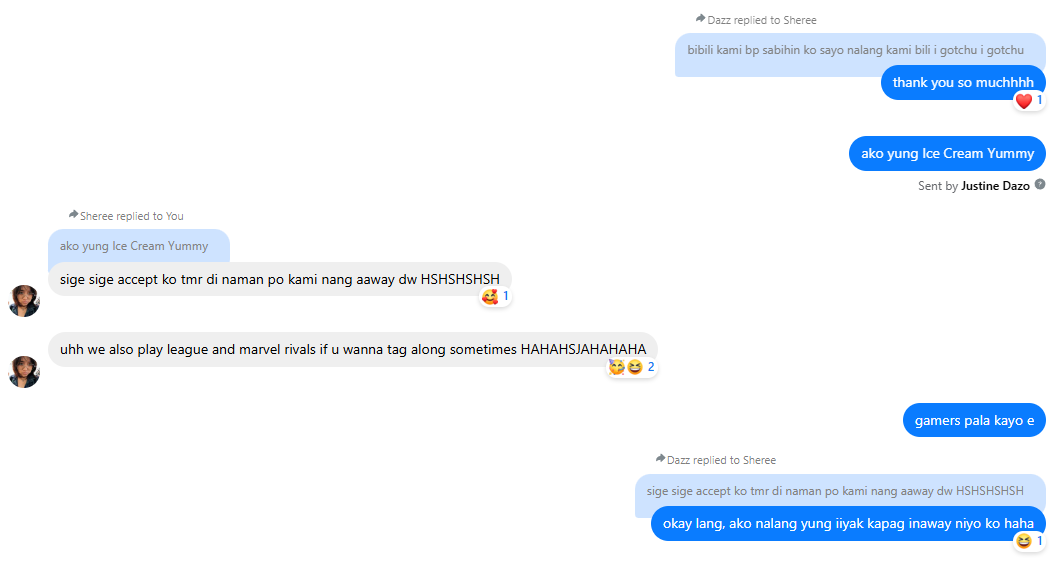 Dazz replied to Sheree
bibili kami bp sabihin ko sayo nalang kami bili i gotchu i gotchu
thank you so muchhhh
1
ako yung Ice Cream Yummy
Sent by Justine Dazo
Sheree replied to You
ako yung Ice Cream Yummy
sige sige accept ko tmr di naman po kami nang aaway dw HSHSHSHSH
1
uhh we also play league and marvel rivals if u wanna tag along sometimes HAHAHSJAHAHAHA
2
gamers pala kayo e
Dazz replied to Sheree
sige sige accept ko tmr di naman po kami nang aaway dw HSHSHSHSH
okay lang, ako nalang yung iiyak kapag inaway niyo ko haha
1